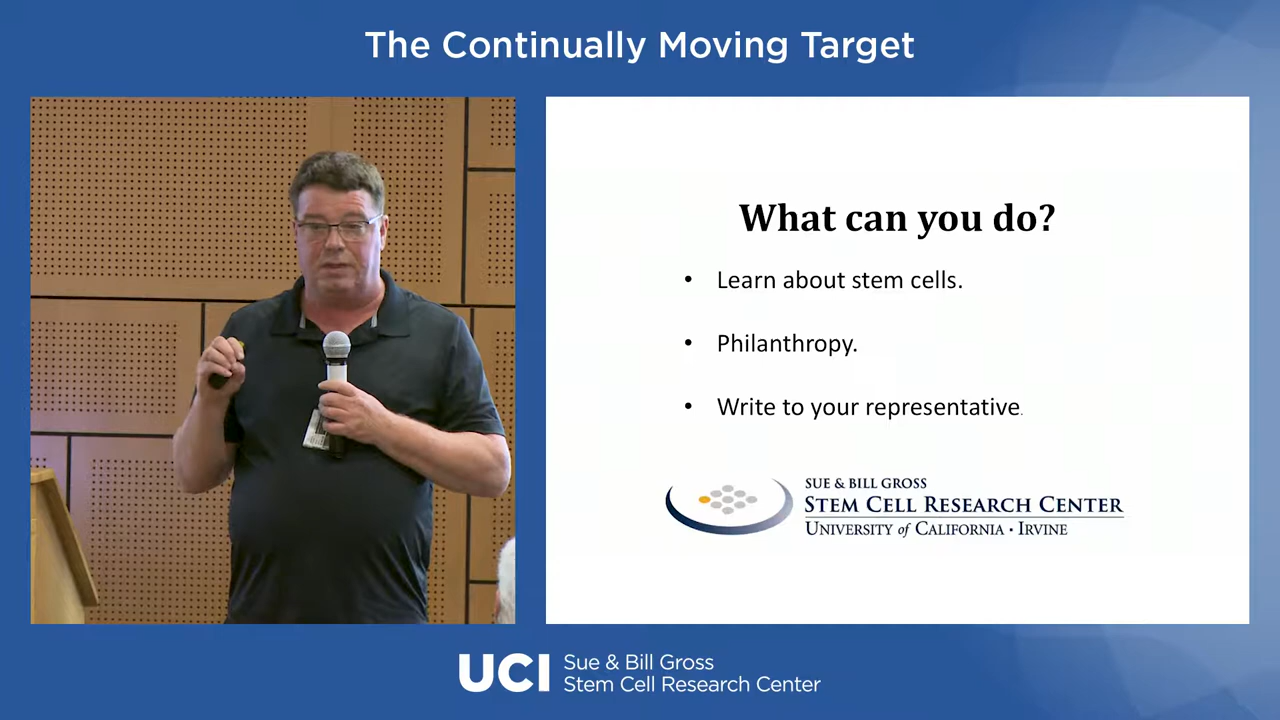 The Continually Moving Target
What can you do?
• Learn about stem cells.
• Philanthropy.
• Write to your representative.
SUE & BILL GROSS
STEM CELL RESEARCH CENTER
UNIVERSITY of CALIFORNIA • IRVINE
UCI Sue & Bill Gross
Stem Cell Research Center